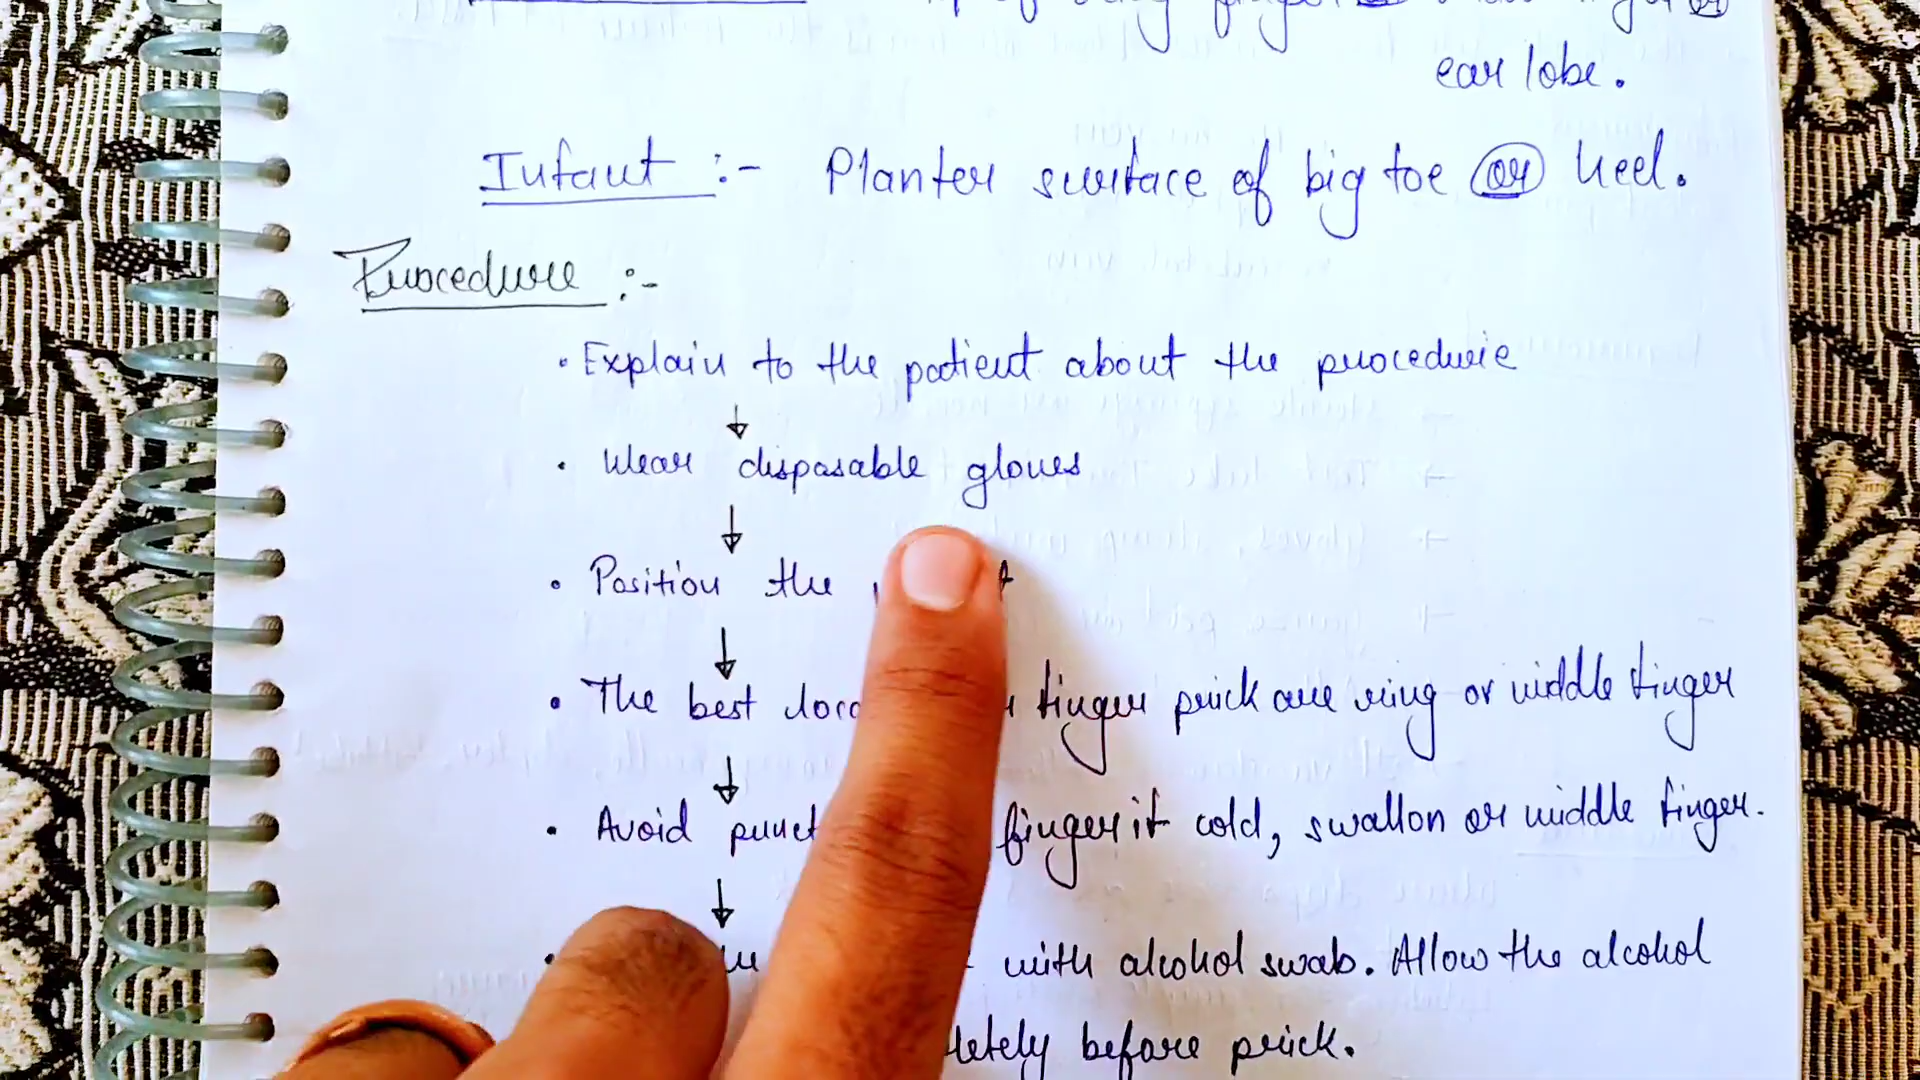 ear lobe.
Infant :- Planter surface of big toe or heel.
Procedure :-
• Explain to the patient about the procedure
• Wear dispasable gloves
• Position the
• The best finger prick are ring or middle finger
• Avoid finger if cold, swallon or middle finger.
• with alcohol swab. Allow the alcohol
before prick.